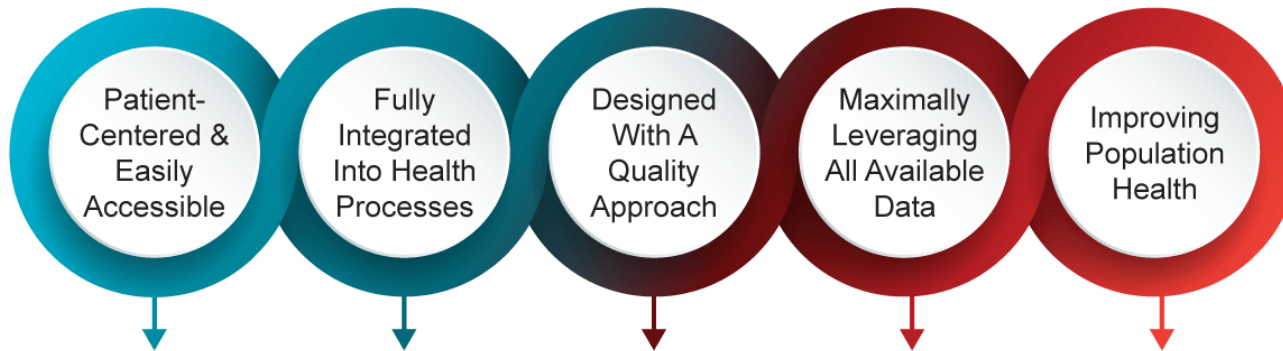 Patient-
Centered &
Easily
Accessible
Fully
Integrated
Into Health
Processes
Designed
With A
Quality
Approach
Maximally
Leveraging
All Available
Data
Improving
Population
Health